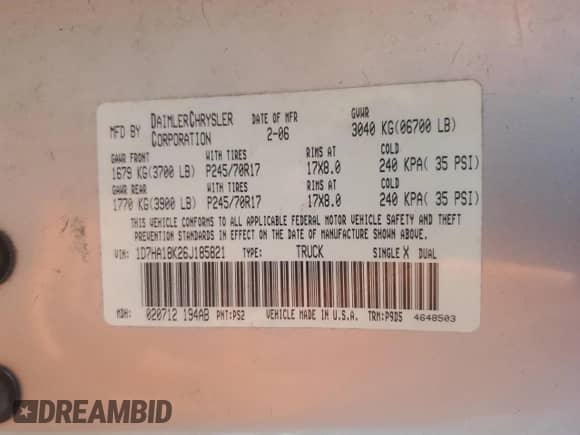 MFD BY DAIMLERCHRYSLER CORPORATION DATE OF MFR 2-06 GVWR 3040 KG(06700 LB)
GAWR FRONT WITH TIRES RIMS AT COLD
1679 KG(3700 LB) P245/70R17 17X8.0 240 KPA( 35 PSI)
GAWR REAR WITH TIRES RIMS AT COLD
1770 KG(3900 LB) P245/70R17 17X8.0 240 KPA( 35 PSI)
THIS VEHICLE CONFORMS TO ALL APPLICABLE FEDERAL MOTOR VEHICLE SAFETY AND THEFT
PREVENTION STANDARDS IN EFFECT ON THE DATE OF MANUFACTURE SHOWN ABOVE.
VIN: 1D7HA18K26J185821 TYPE: TRUCK SINGLE X DUAL
MDH: 020712 194AB PNT:PS2 VEHICLE MADE IN U.S.A. TRM:P9D5 4648503
DREAMBID